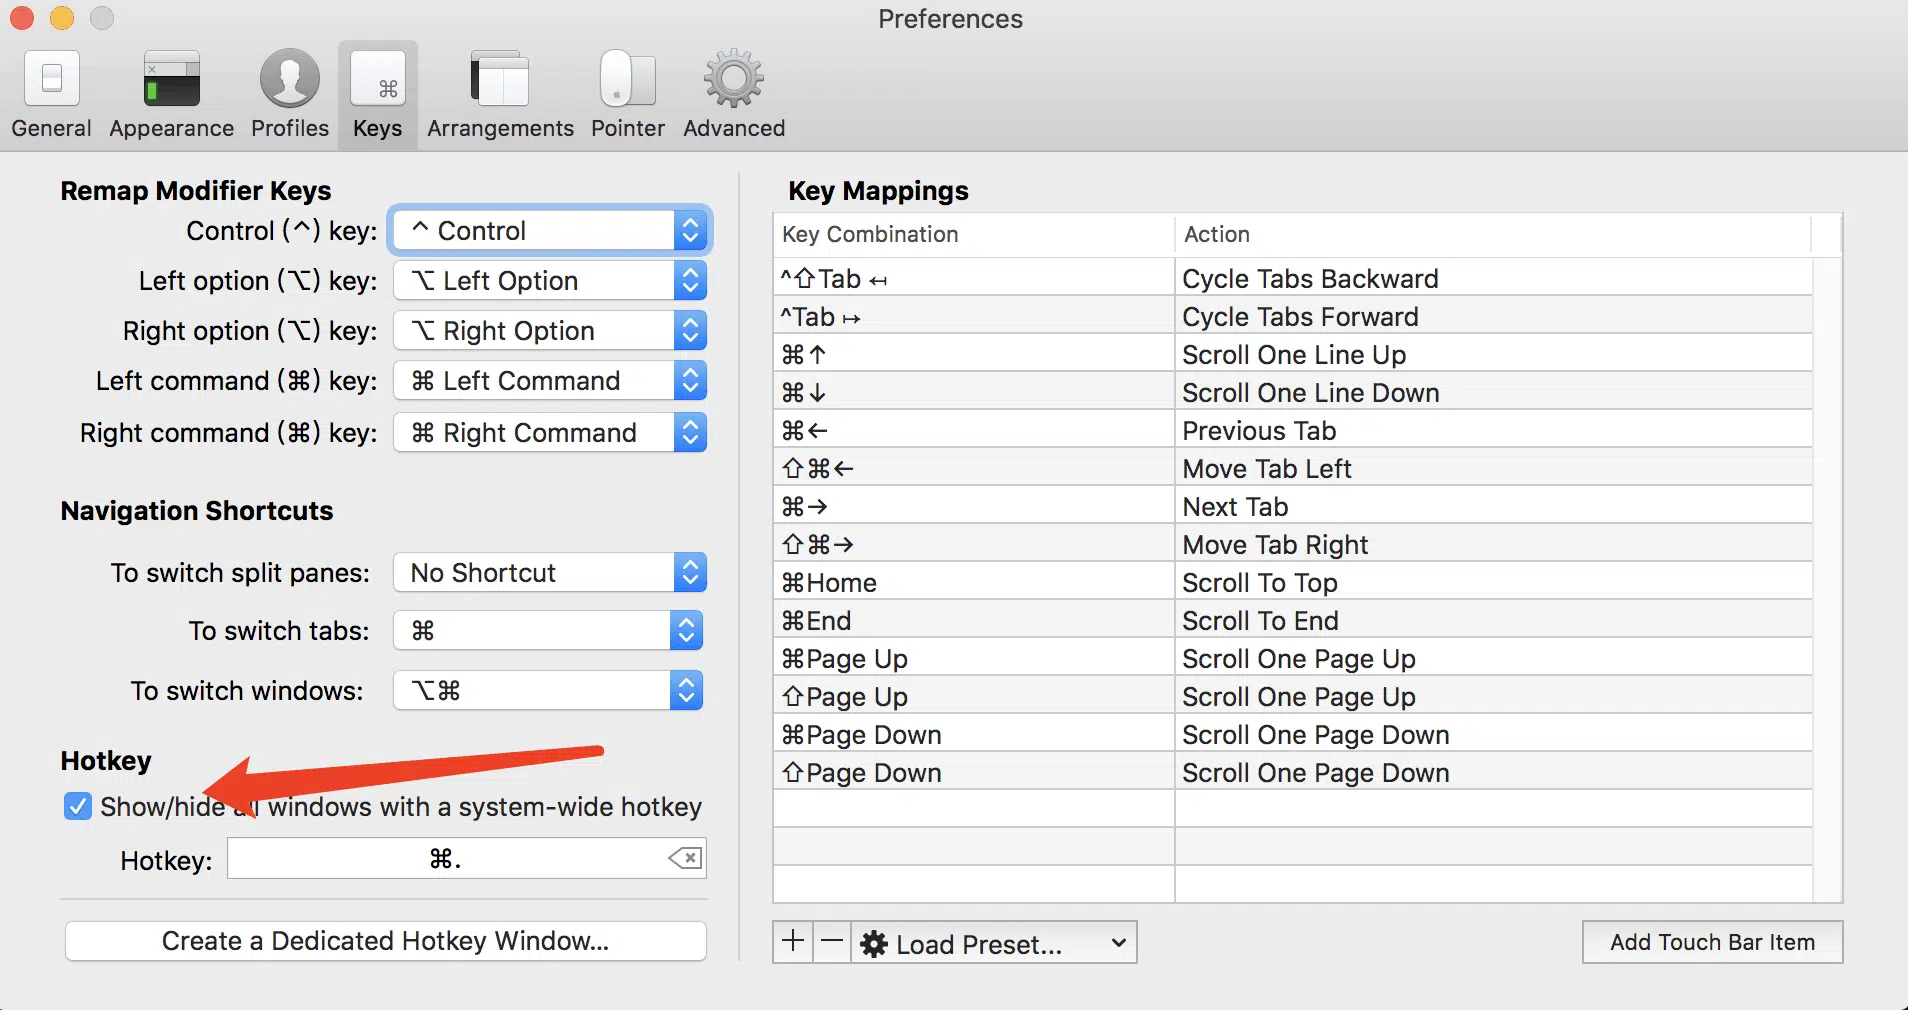 Preferences
General Appearance Profiles Keys Arrangements Pointer Advanced
Remap Modifier Keys
Control (^) key: ^ Control
Left option (⌥) key: ⌥ Left Option
Right option (⌥) key: ⌥ Right Option
Left command (⌘) key: ⌘ Left Command
Right command (⌘) key: ⌘ Right Command
Navigation Shortcuts
To switch split panes: No Shortcut
To switch tabs: ⌘
To switch windows: ⌥⌘
Hotkey
Show/hide all windows with a system-wide hotkey
Hotkey: ⌘.
Create a Dedicated Hotkey Window...
Key Mappings
Key Combination Action
^⇧Tab ↤ Cycle Tabs Backward
^Tab ↦ Cycle Tabs Forward
⌘↑ Scroll One Line Up
⌘↓ Scroll One Line Down
⌘← Previous Tab
⇧⌘← Move Tab Left
⌘→ Next Tab
⇧⌘→ Move Tab Right
⌘Home Scroll To Top
⌘End Scroll To End
⌘Page Up Scroll One Page Up
⇧Page Up Scroll One Page Up
⌘Page Down Scroll One Page Down
⇧Page Down Scroll One Page Down
+ − Load Preset... Add Touch Bar Item